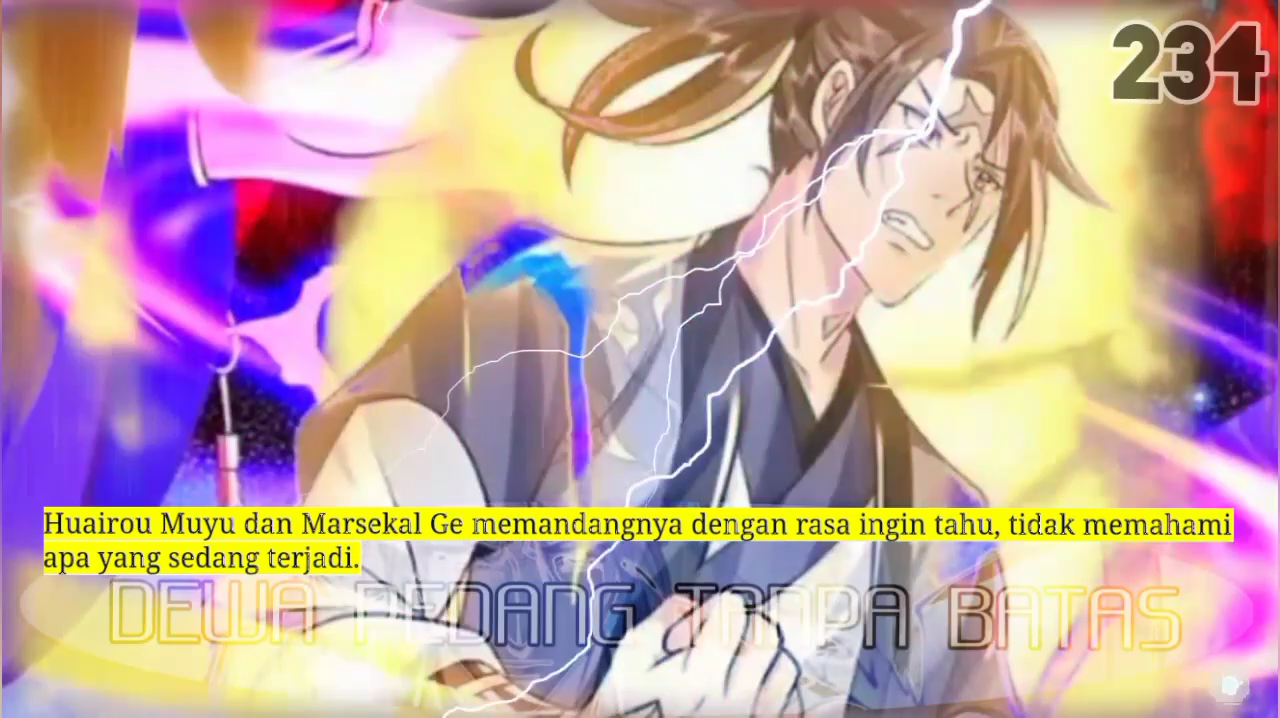 234
Huairou Muyu dan Marsekal Ge memandangnya dengan rasa ingin tahu, tidak memahami
apa yang sedang terjadi.
DEWA PEDANG TANPA BATAS